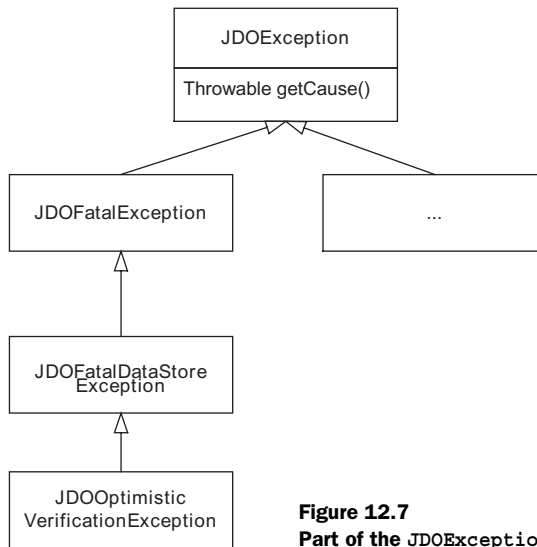 JDOException
Throwable getCause()
JDOFatalException
...
JDOFatalDataStore
Exception
JDOOptimistic
VerificationException
Figure 12.7
Part of the JDOExceptio